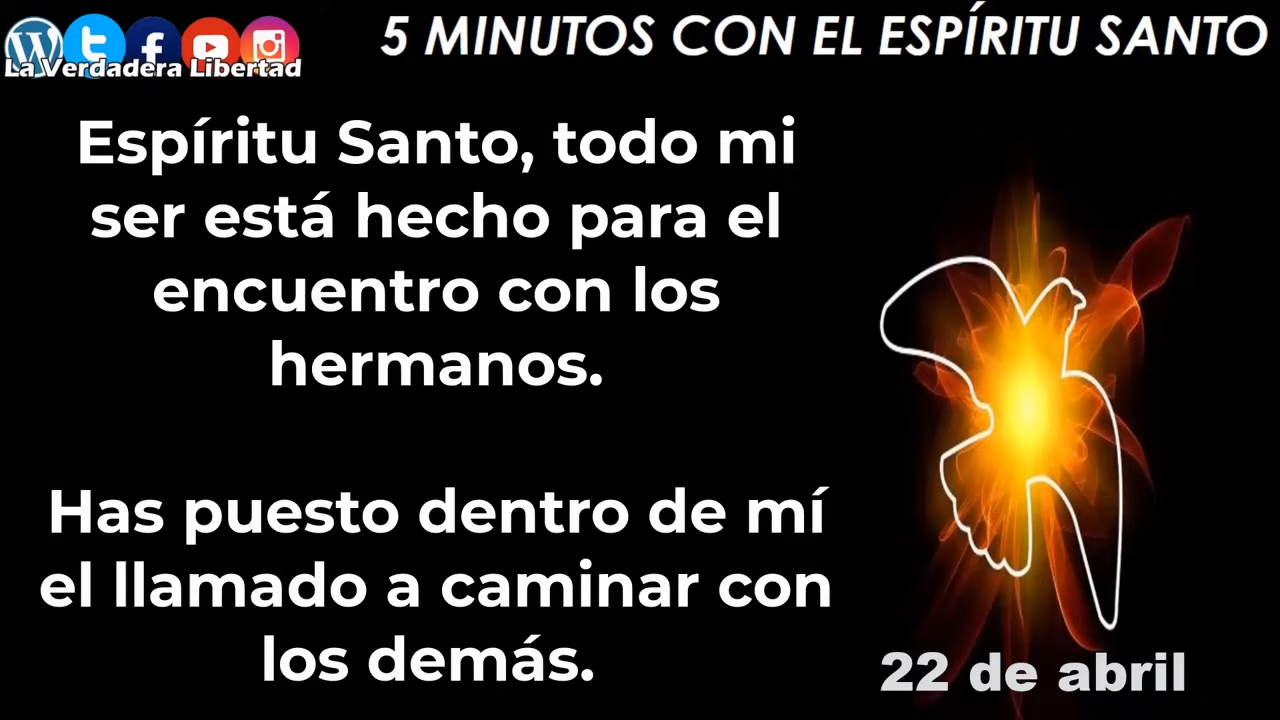 La Verdadera Libertad
5 MINUTOS CON EL ESPÍRITU SANTO
Espíritu Santo, todo mi
ser está hecho para el
encuentro con los
hermanos.
Has puesto dentro de mí
el llamado a caminar con
los demás.
22 de abril